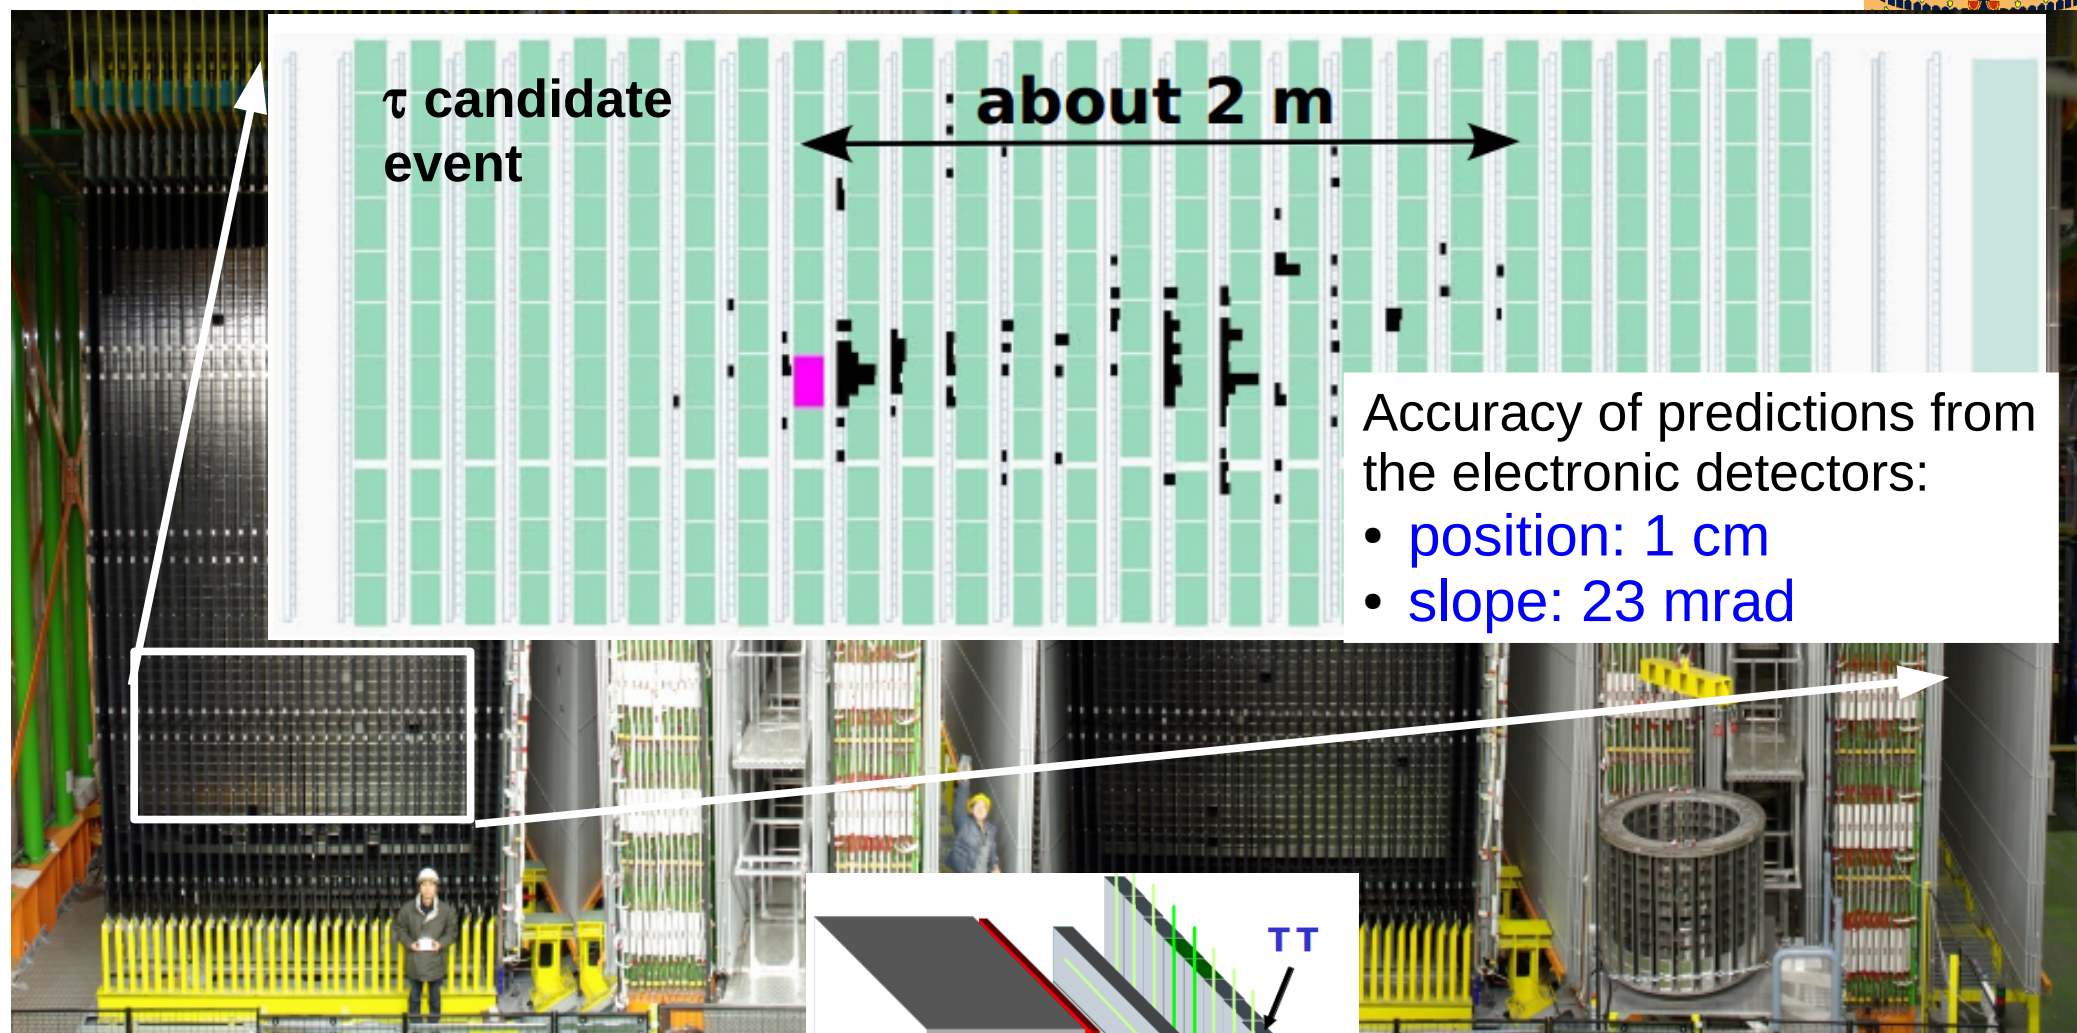 τ candidate
event
about 2 m
Accuracy of predictions from
the electronic detectors:
• position: 1 cm
• slope: 23 mrad
TT